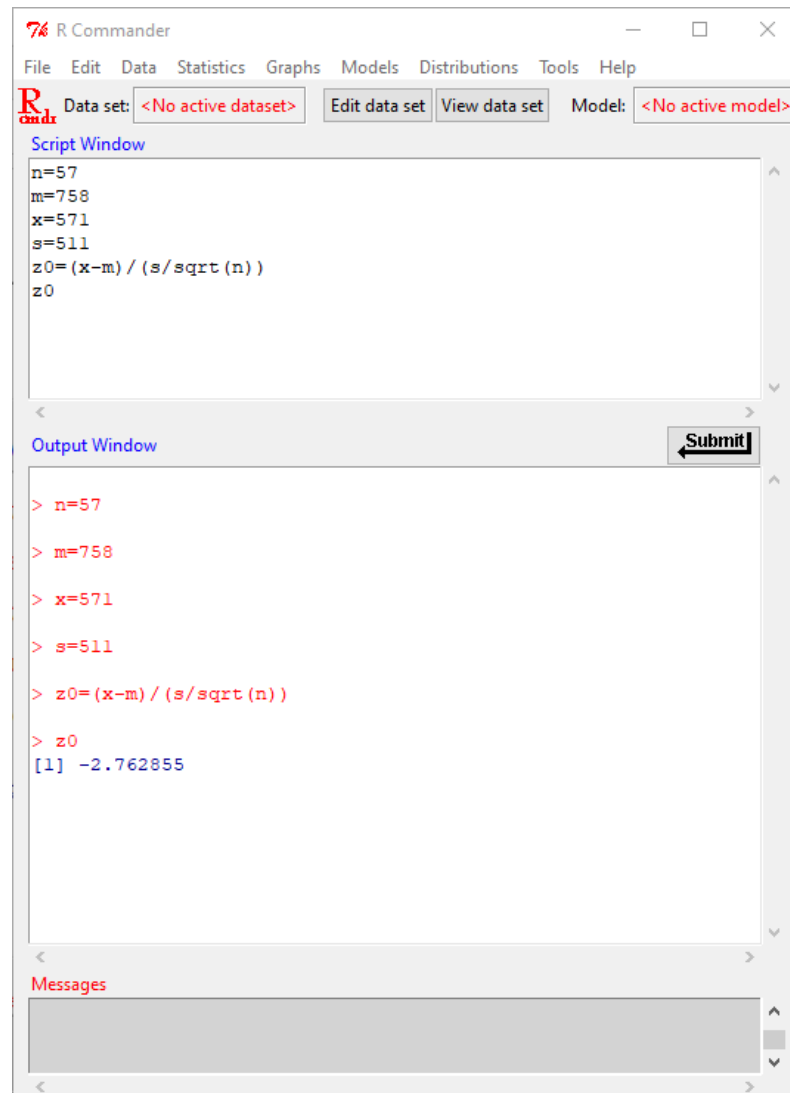 R Commander
File Edit Data Statistics Graphs Models Distributions Tools Help
R cmdr Data set: <No active dataset> Edit data set View data set Model: <No active model>
Script Window
n=57
m=758
x=571
s=511
z0=(x-m)/(s/sqrt(n))
z0
Output Window Submit
> n=57
> m=758
> x=571
> s=511
> z0=(x-m)/(s/sqrt(n))
> z0
[1] -2.762855
Messages